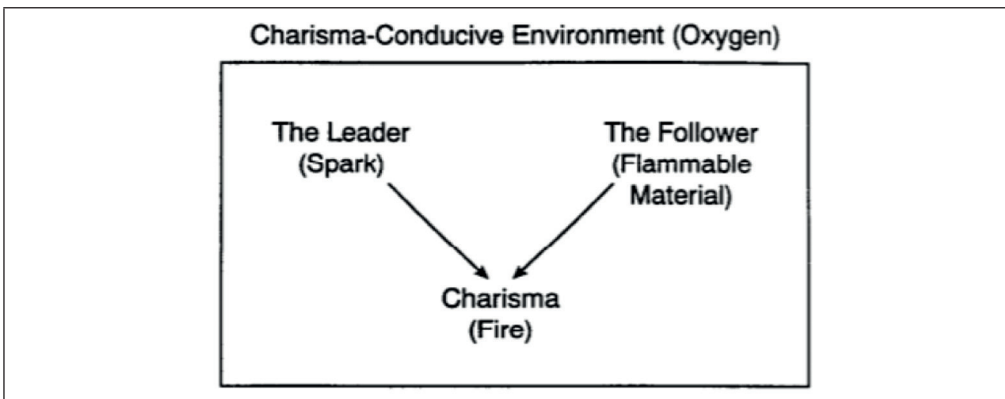 Charisma-Conducive Environment (Oxygen)
The Leader
(Spark)
The Follower
(Flammable
Material)
Charisma
(Fire)